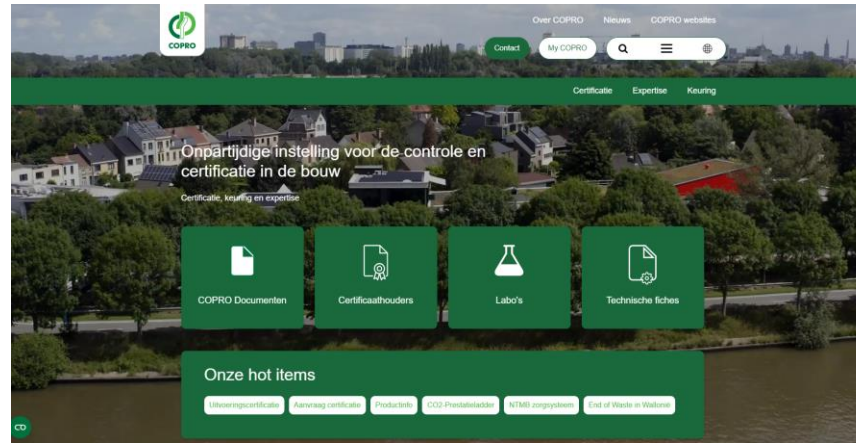 COPRO
Over COPRO Nieuws COPRO websites
Contact My COPRO
Certificatie Expertise Keuring
Onpartijdige instelling voor de controle en
certificatie in de bouw
Certificatie, keuring en expertise
COPRO Documenten Certificaathouders Labo's Technische fiches
Onze hot items
Uitvoeringscertificatie Aanvraag certificatie Productinfo CO2-Prestatieladder NTMB zorgsysteem End of Waste in Wallonië